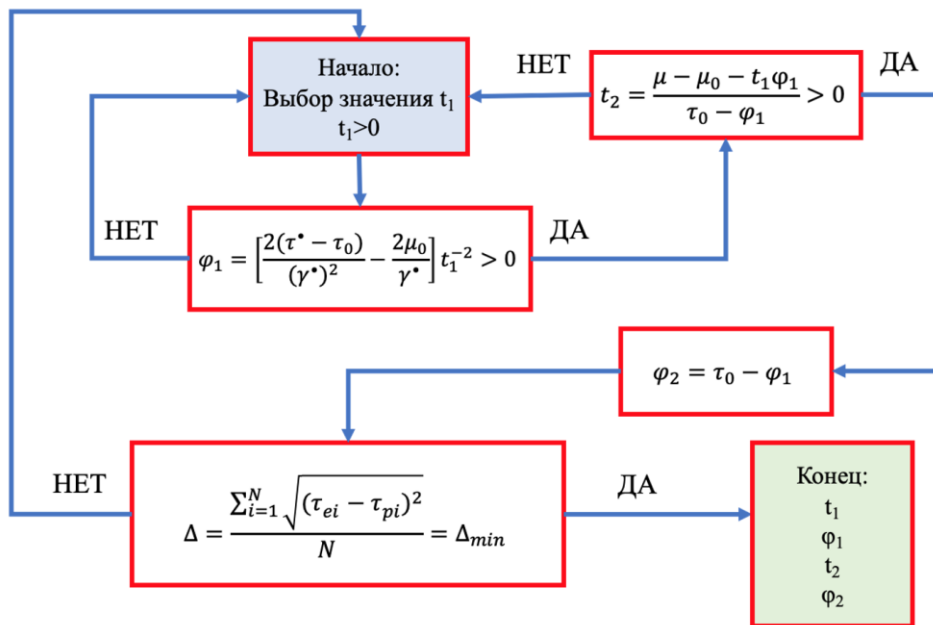 Начало:
Выбор значения t₁
t₁>0
НЕТ
t₂ = (μ − μ₀ − t₁φ₁)/(τ₀ − φ₁) > 0
ДА
НЕТ
φ₁ = [2(τ• − τ₀)/(γ•)² − 2μ₀/γ•] t₁⁻² > 0
ДА
φ₂ = τ₀ − φ₁
НЕТ
Δ = (∑ᵢ₌₁ᴺ √(τₑᵢ − τₚᵢ)²)/N = Δₘᵢₙ
ДА
Конец:
t₁
φ₁
t₂
φ₂